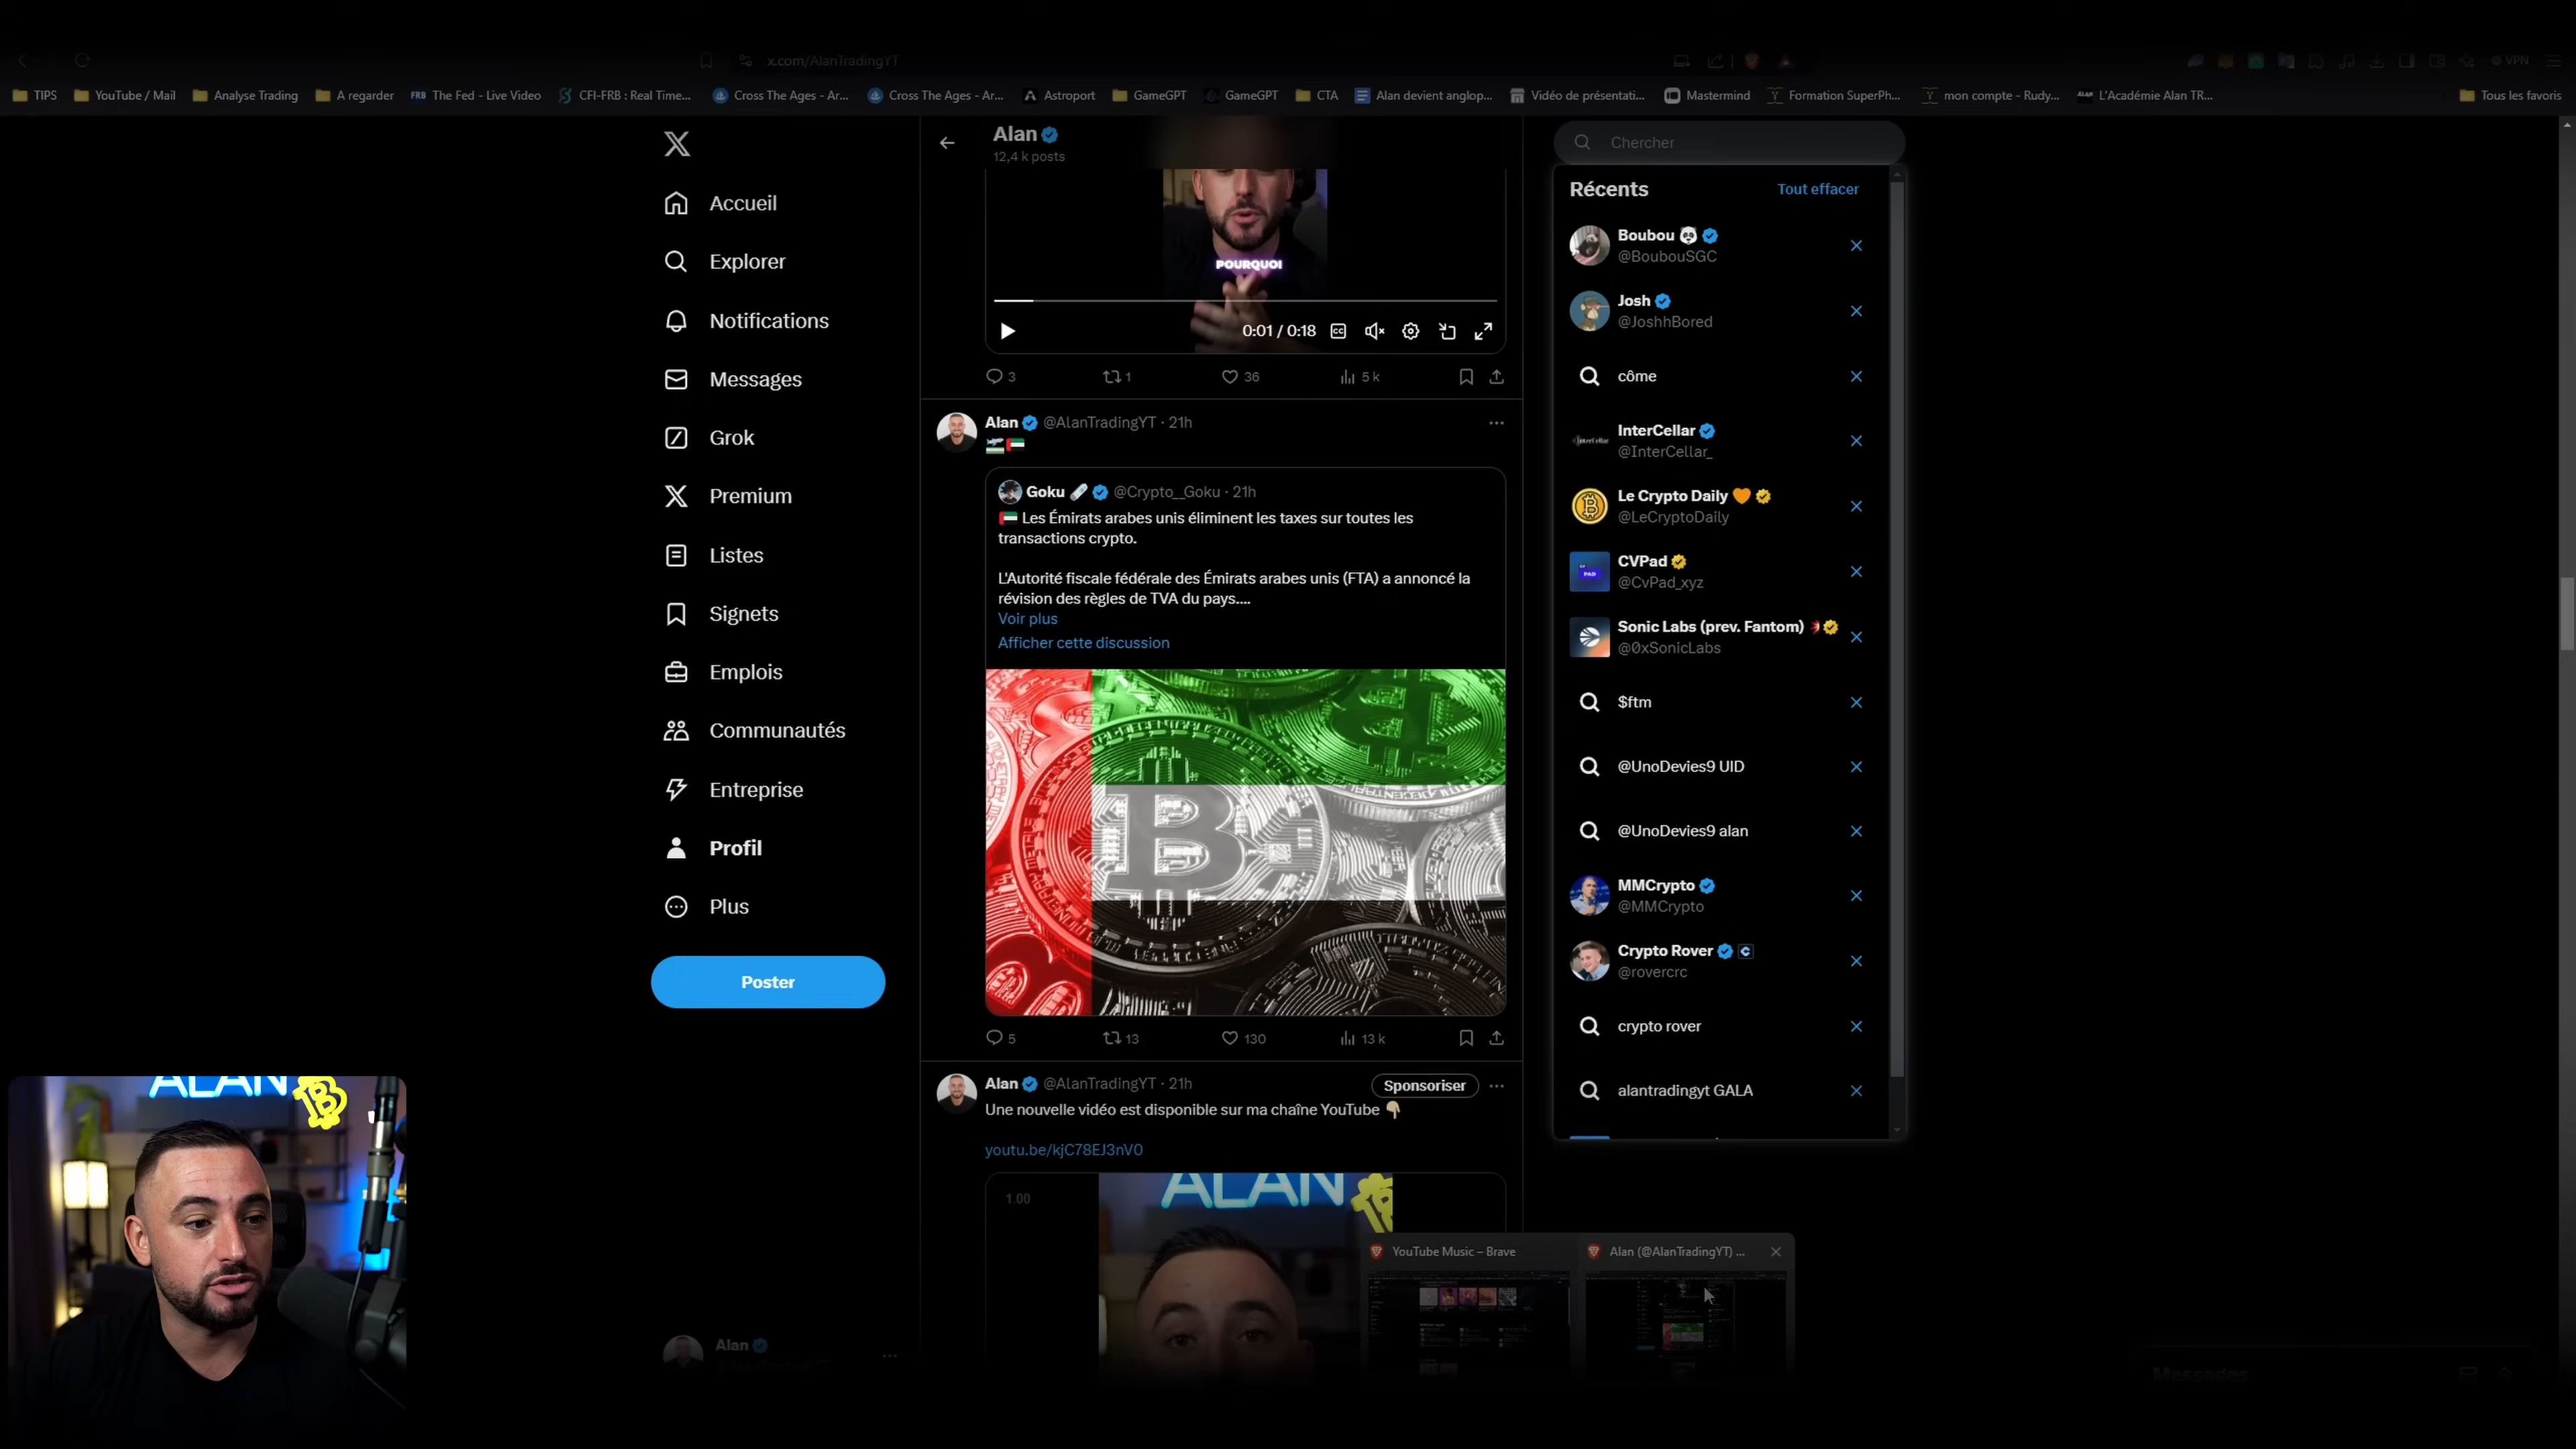 x.com/AlanTradingYT
VPN
TIPS
YouTube / Mail
Analyse Trading
A regarder
FRB The Fed - Live Video
CFI-FRB : Real Time...
Cross The Ages - Ar...
Cross The Ages - Ar...
Astroport
GameGPT
GameGPT
CTA
Alan devient anglop...
Vidéo de présentati...
Mastermind
Formation SuperPh...
mon compte - Rudy...
L'Académie Alan TR...
Tous les favoris
Accueil
Explorer
Notifications
Messages
Grok
Premium
Listes
Signets
Emplois
Communautés
Entreprise
Profil
Plus
Poster
Alan
Alan
12,4 k posts
POURQUOI
0:01 / 0:18
3 1 36 5 k
Alan @AlanTradingYT · 21h
Goku @Crypto__Goku · 21h
Les Émirats arabes unis éliminent les taxes sur toutes les
transactions crypto.
L'Autorité fiscale fédérale des Émirats arabes unis (FTA) a annoncé la
révision des règles de TVA du pays....
Voir plus
Afficher cette discussion
5 13 130 13 k
Alan @AlanTradingYT · 21h
Sponsoriser
Une nouvelle vidéo est disponible sur ma chaîne YouTube
youtu.be/kjC78EJ3nV0
1.00
ALAN
Chercher
Récents
Tout effacer
Boubou
@BoubouSGC
Josh
@JoshhBored
côme
InterCellar
@InterCellar_
Le Crypto Daily
@LeCryptoDaily
CVPad
@CvPad_xyz
Sonic Labs (prev. Fantom)
@0xSonicLabs
$ftm
@UnoDevies9 UID
@UnoDevies9 alan
MMCrypto
@MMCrypto
Crypto Rover
@rovercrc
crypto rover
alantradingyt GALA
YouTube Music – Brave
Alan (@AlanTradingYT) ...
Messages
ALAN